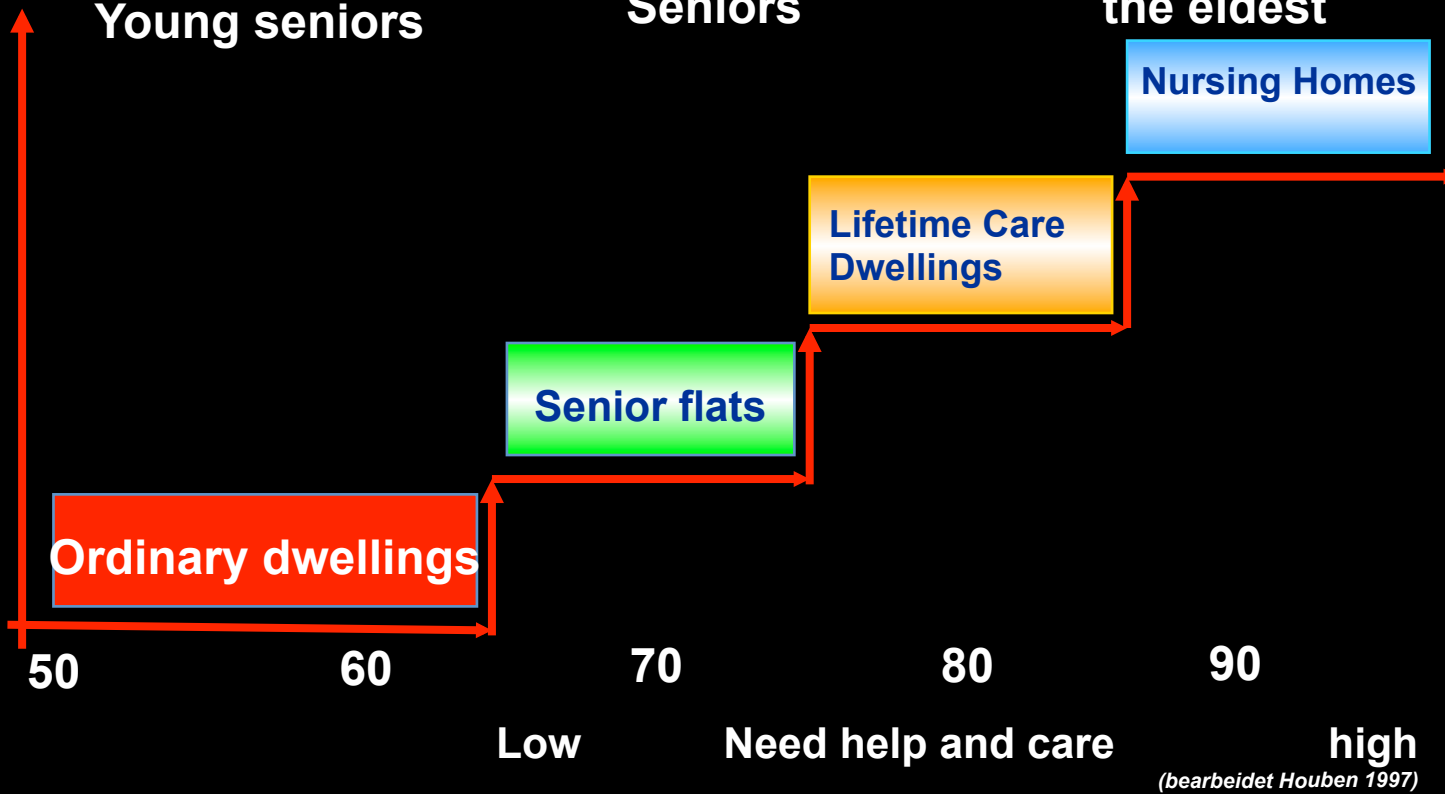 Young seniors
Seniors
the eldest
Nursing Homes
Lifetime Care
Dwellings
Senior flats
Ordinary dwellings
50 60 70 80 90
Low Need help and care high
(bearbeidet Houben 1997)